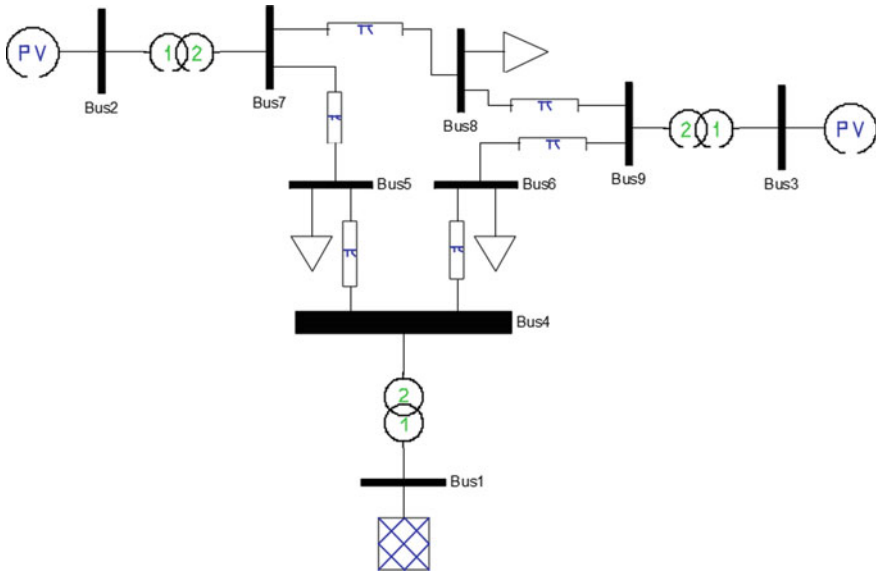 PV
1 2
Bus2
Bus7
π
π
Bus8
π
π
Bus9
2 1
Bus3
PV
Bus5
Bus6
π
π
Bus4
2
1
Bus1